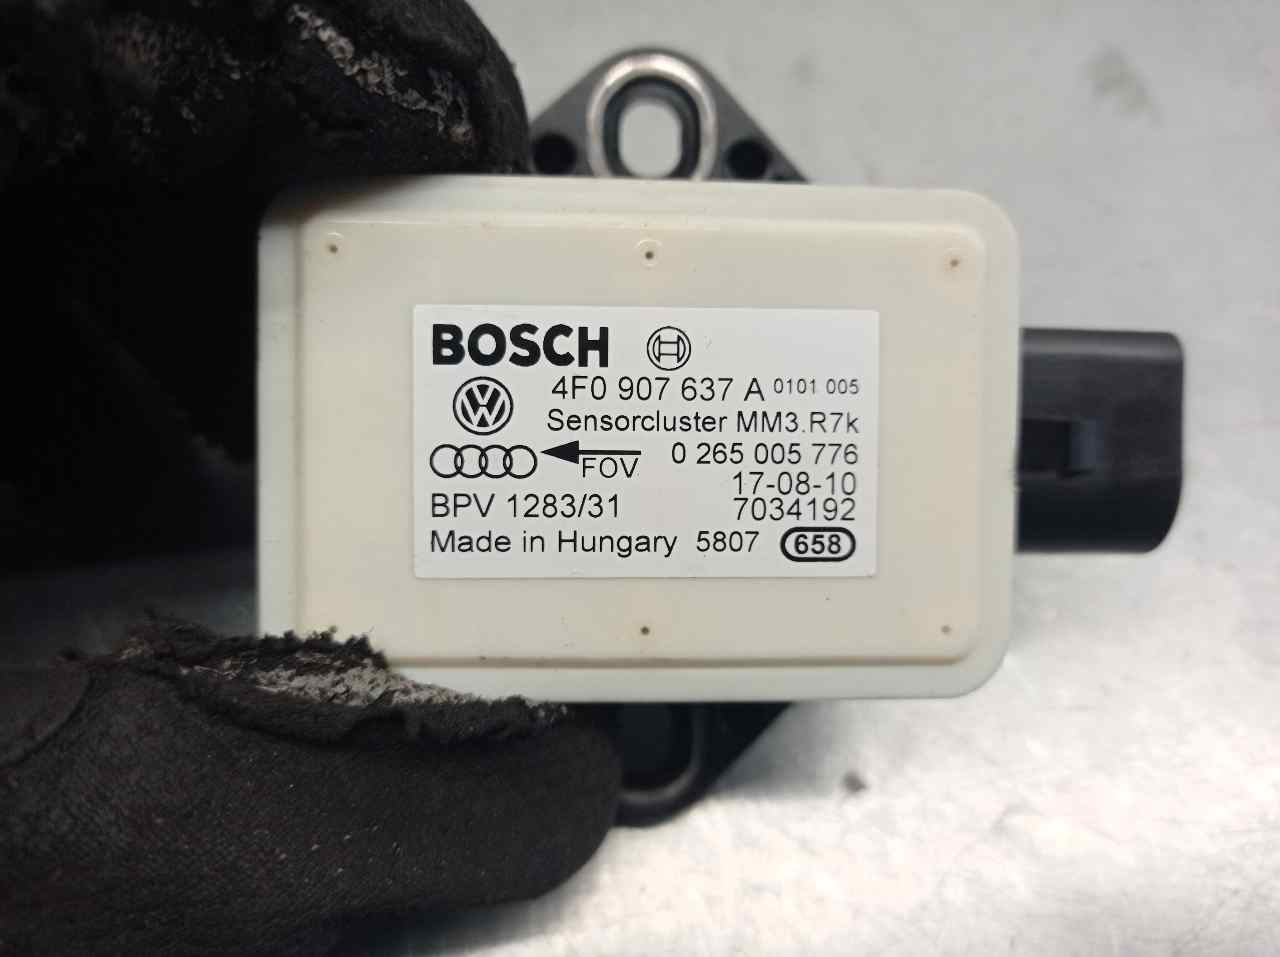 BOSCH
4F0 907 637 A 0101 005
Sensorcluster MM3.R7k
FOV 0 265 005 776
17-08-10
BPV 1283/31 7034192
Made in Hungary 5807 658